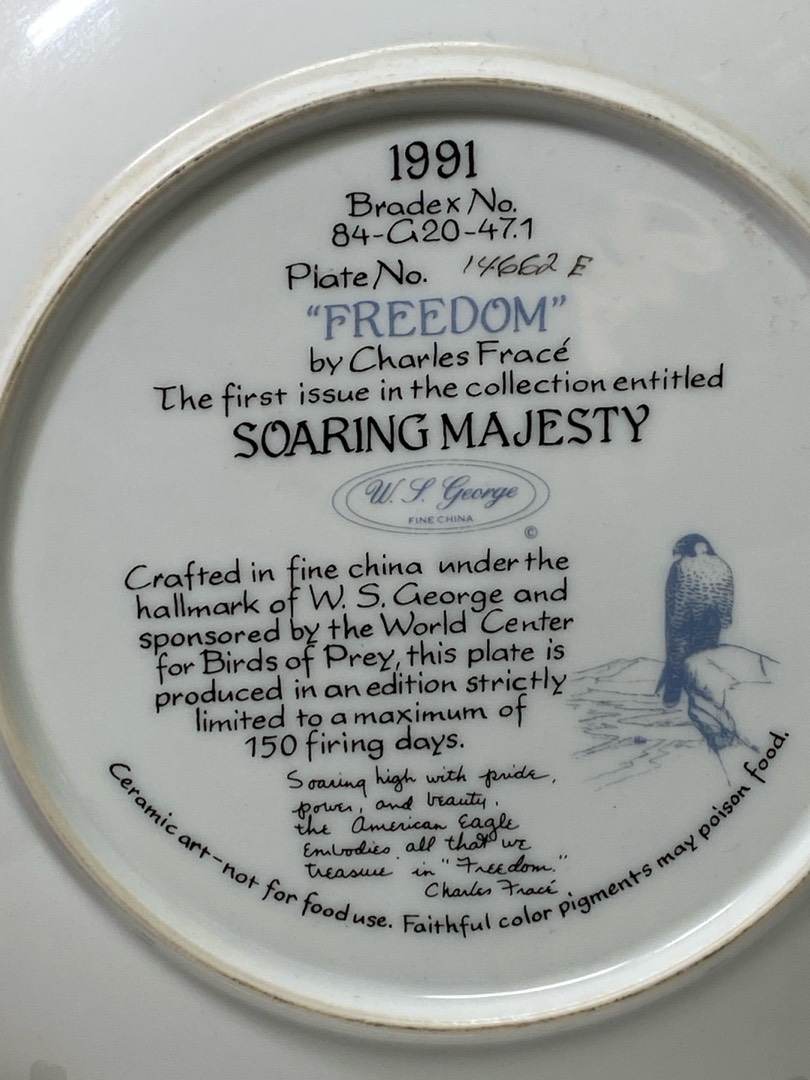 1991
Bradex No.
84-G20-47.1
Plate No. 14662 E
"FREEDOM"
by Charles Fracé
The first issue in the collection entitled
SOARING MAJESTY
W. S. George
FINE CHINA
©
Crafted in fine china under the
hallmark of W. S. George and
sponsored by the World Center
for Birds of Prey, this plate is
produced in an edition strictly
limited to a maximum of
150 firing days.
Soaring high with pride,
power, and beauty,
the American Eagle
Embodies all that we
treasure in "Freedom."
Charles Fracé
Ceramic art-not for food use. Faithful color pigments may poison food.